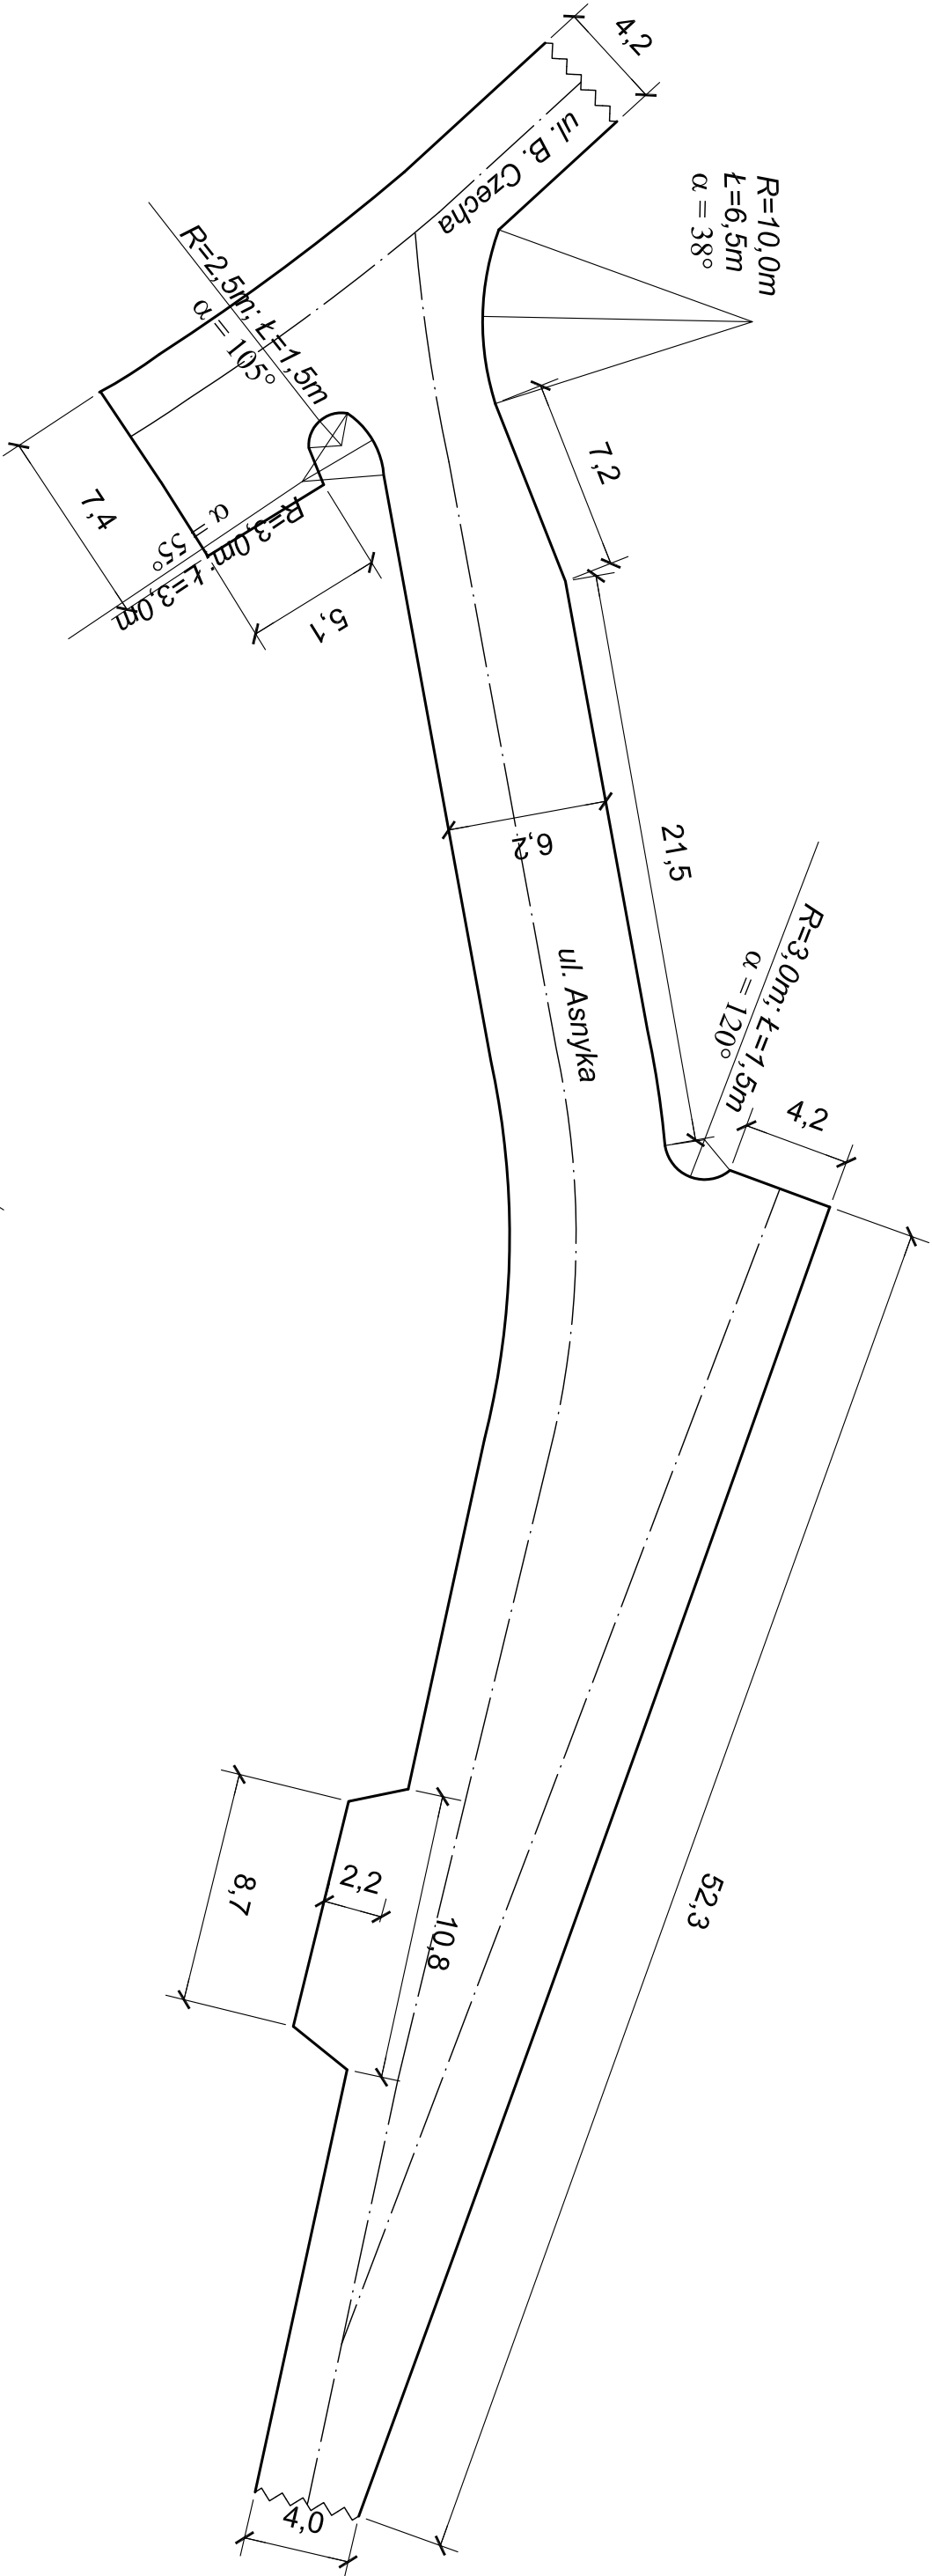 4,2
ul. B. Czecha
R=10,0m
Ł=6,5m
α = 38°
R=2,5m; Ł=1,5m
α = 105°
7,2
7,4
R=3,0m; Ł=3,0m
α = 55°
5,1
21,5
6,2
R=3,0m; Ł=1,5m
α = 120°
ul. Asnyka
4,2
52,3
8,7
2,2
10,8
4,0